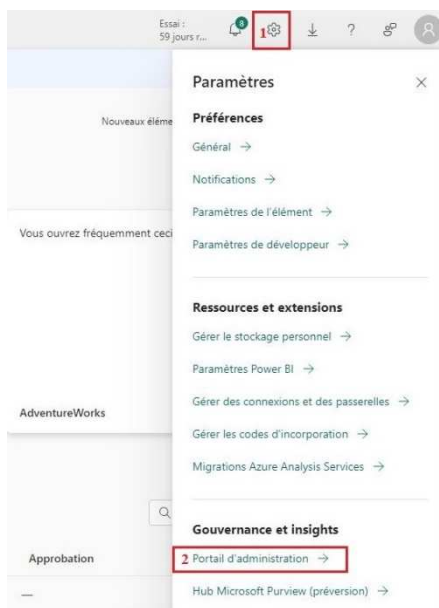 Essai :
59 jours r...
8
1
?
Paramètres
Préférences
Général →
Notifications →
Paramètres de l'élément →
Paramètres de développeur →
Ressources et extensions
Gérer le stockage personnel →
Paramètres Power BI →
Gérer des connexions et des passerelles →
Gérer les codes d'incorporation →
Migrations Azure Analysis Services →
Gouvernance et insights
2 Portail d'administration →
Hub Microsoft Purview (préversion) →
Nouveaux éléme
Vous ouvrez fréquemment ceci
AdventureWorks
Approbation
—